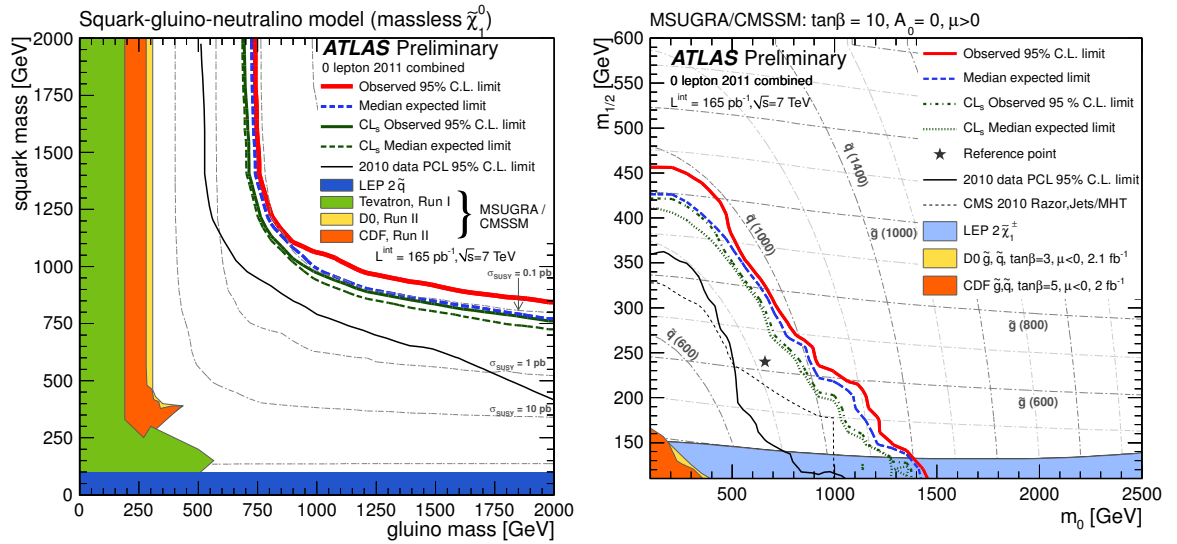 Squark-gluino-neutralino model (massless χ̃₁⁰)
squark mass [GeV]
2000
1750
1500
1250
1000
750
500
250
0
ATLAS Preliminary
0 lepton 2011 combined
Observed 95% C.L. limit
Median expected limit
CLₛ Observed 95% C.L. limit
CLₛ Median expected limit
2010 data PCL 95% C.L. limit
LEP 2 q̃
Tevatron, Run I
D0, Run II
CDF, Run II
MSUGRA /
CMSSM
Lⁱⁿᵗ = 165 pb⁻¹, √s=7 TeV
σ_SUSY = 0.1 pb
σ_SUSY = 1 pb
σ_SUSY = 10 pb
0 250 500 750 1000 1250 1500 1750 2000
gluino mass [GeV]
MSUGRA/CMSSM: tanβ = 10, A₀ = 0, μ>0
m₁/₂ [GeV]
600
550
500
450
400
350
300
250
200
150
ATLAS Preliminary
0 lepton 2011 combined
Lⁱⁿᵗ = 165 pb⁻¹, √s=7 TeV
Observed 95% C.L. limit
Median expected limit
CLₛ Observed 95 % C.L. limit
CLₛ Median expected limit
Reference point
2010 data PCL 95% C.L. limit
CMS 2010 Razor,Jets/MHT
LEP 2 χ̃₁±
D0 g̃, q̃, tanβ=3, μ<0, 2.1 fb⁻¹
CDF g̃,q̃, tanβ=5, μ<0, 2 fb⁻¹
q̃ (1400)
q̃ (1000)
g̃ (1000)
g̃ (800)
q̃ (600)
g̃ (600)
500 1000 1500 2000 2500
m₀ [GeV]